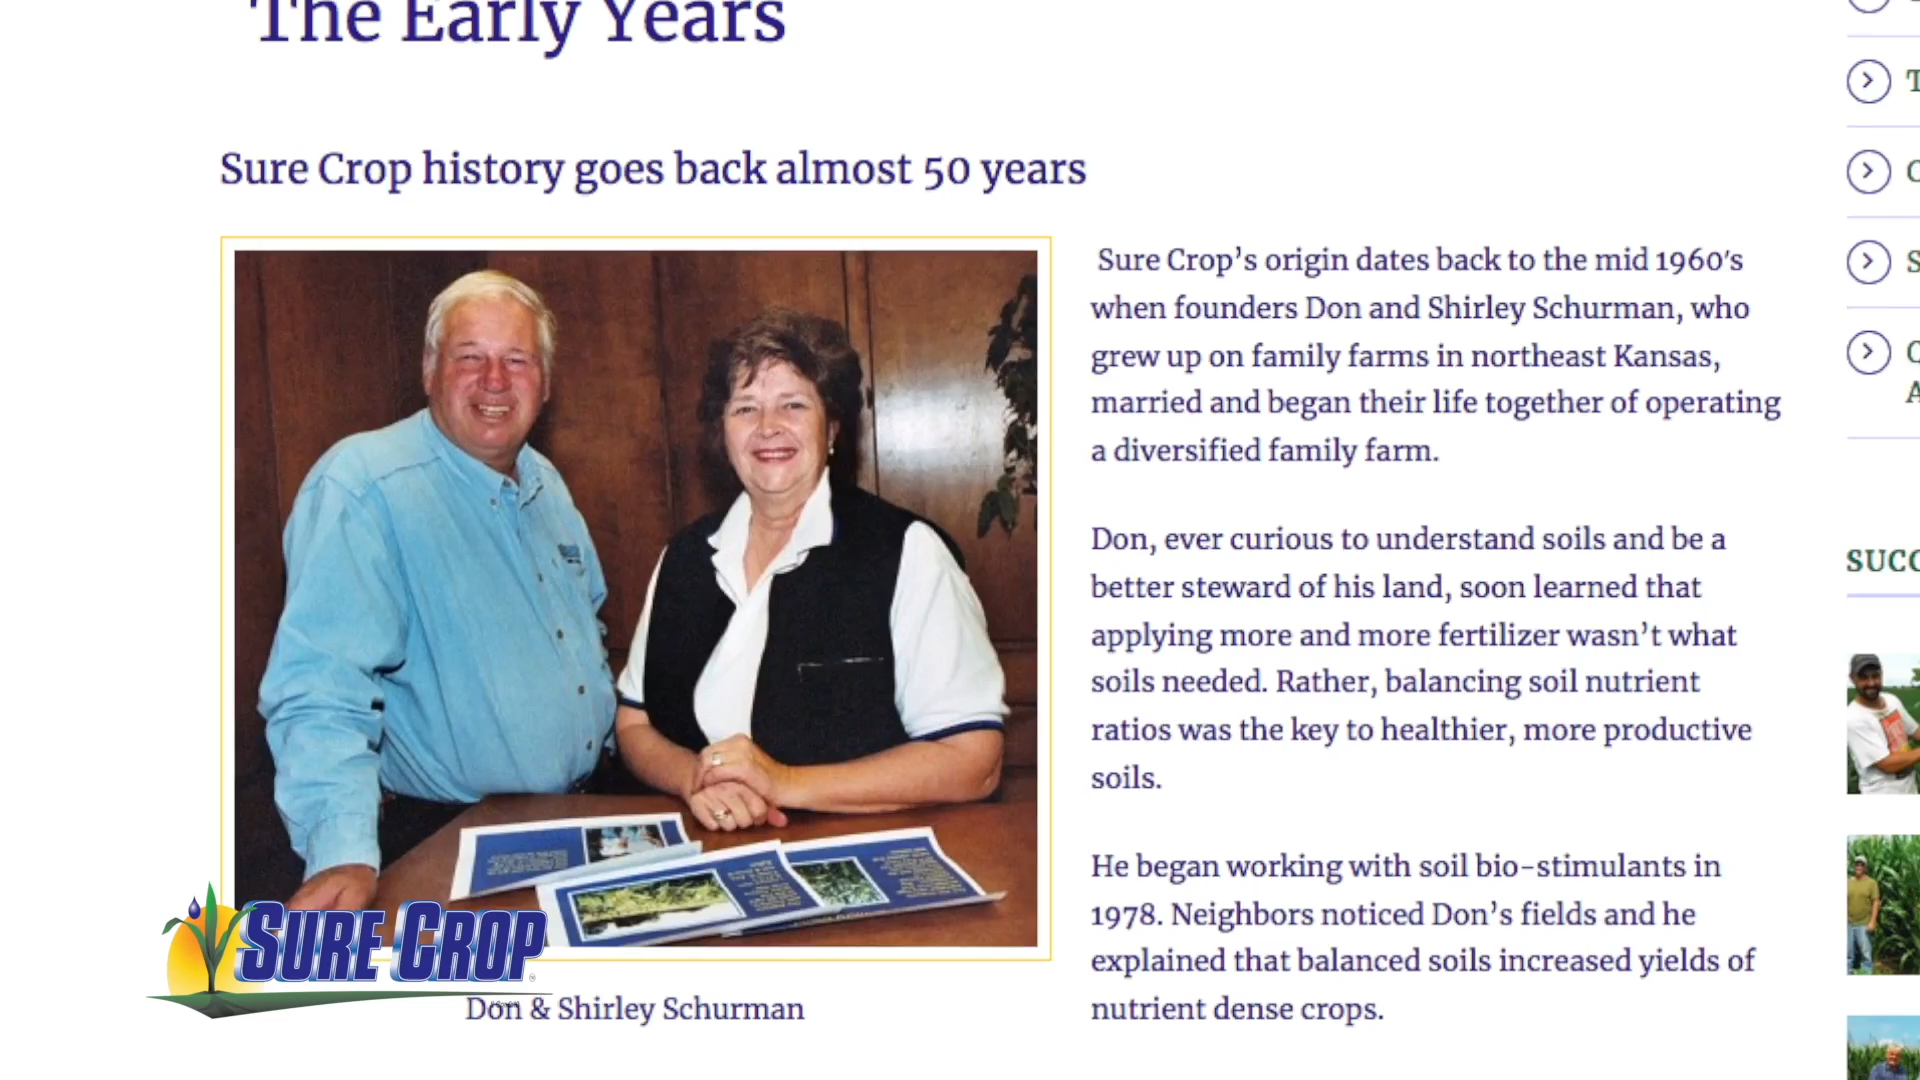 The Early Years
Sure Crop history goes back almost 50 years
Sure Crop’s origin dates back to the mid 1960's
when founders Don and Shirley Schurman, who
grew up on family farms in northeast Kansas,
married and began their life together of operating
a diversified family farm.
Don, ever curious to understand soils and be a
better steward of his land, soon learned that
applying more and more fertilizer wasn’t what
soils needed. Rather, balancing soil nutrient
ratios was the key to healthier, more productive
soils.
He began working with soil bio-stimulants in
1978. Neighbors noticed Don’s fields and he
explained that balanced soils increased yields of
nutrient dense crops.
SURE CROP
Don & Shirley Schurman